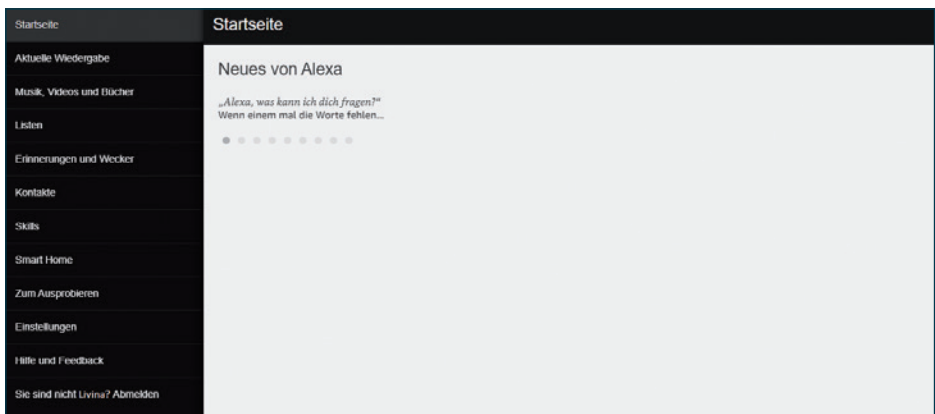 Startseite
Aktuelle Wiedergabe
Musik, Videos und Bücher
Listen
Erinnerungen und Wecker
Kontakte
Skills
Smart Home
Zum Ausprobieren
Einstellungen
Hilfe und Feedback
Sie sind nicht Livina? Abmelden
Startseite
Neues von Alexa
„Alexa, was kann ich dich fragen?“
Wenn einem mal die Worte fehlen...